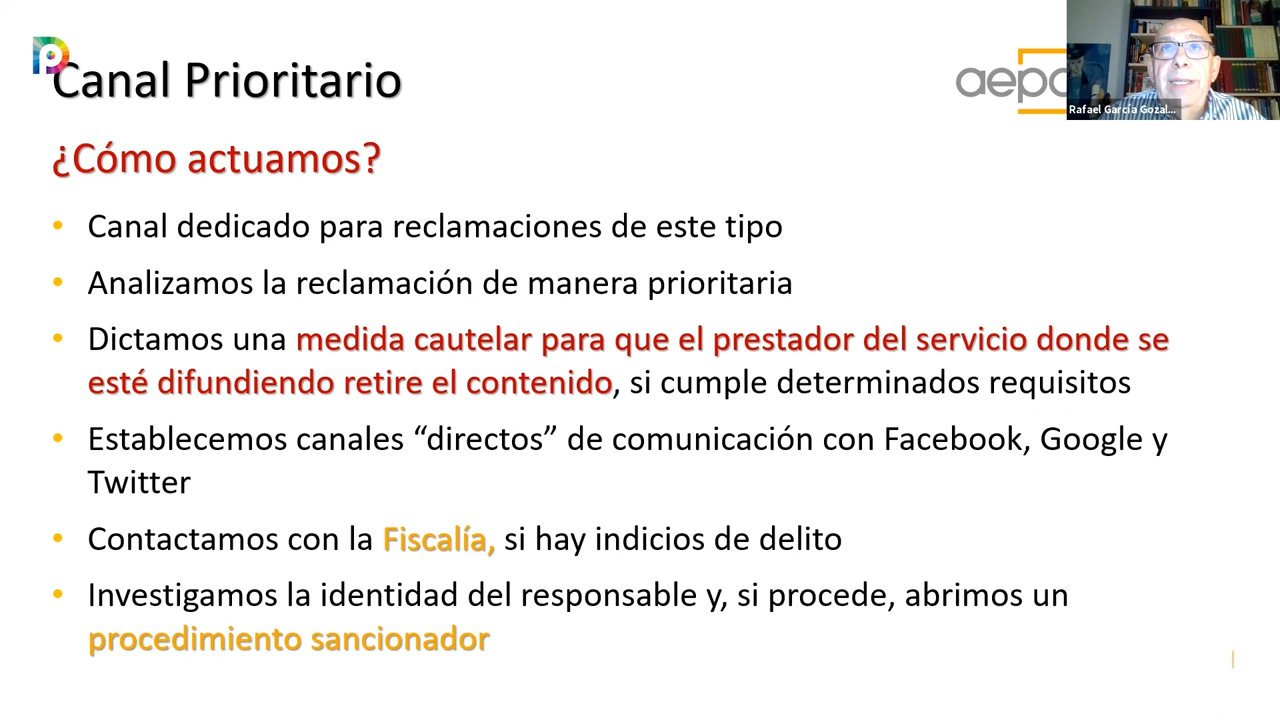 Canal Prioritario
aepd
Rafael García Gozal...
¿Cómo actuamos?
• Canal dedicado para reclamaciones de este tipo
• Analizamos la reclamación de manera prioritaria
• Dictamos una medida cautelar para que el prestador del servicio donde se
esté difundiendo retire el contenido, si cumple determinados requisitos
• Establecemos canales “directos” de comunicación con Facebook, Google y
Twitter
• Contactamos con la Fiscalía, si hay indicios de delito
• Investigamos la identidad del responsable y, si procede, abrimos un
procedimiento sancionador